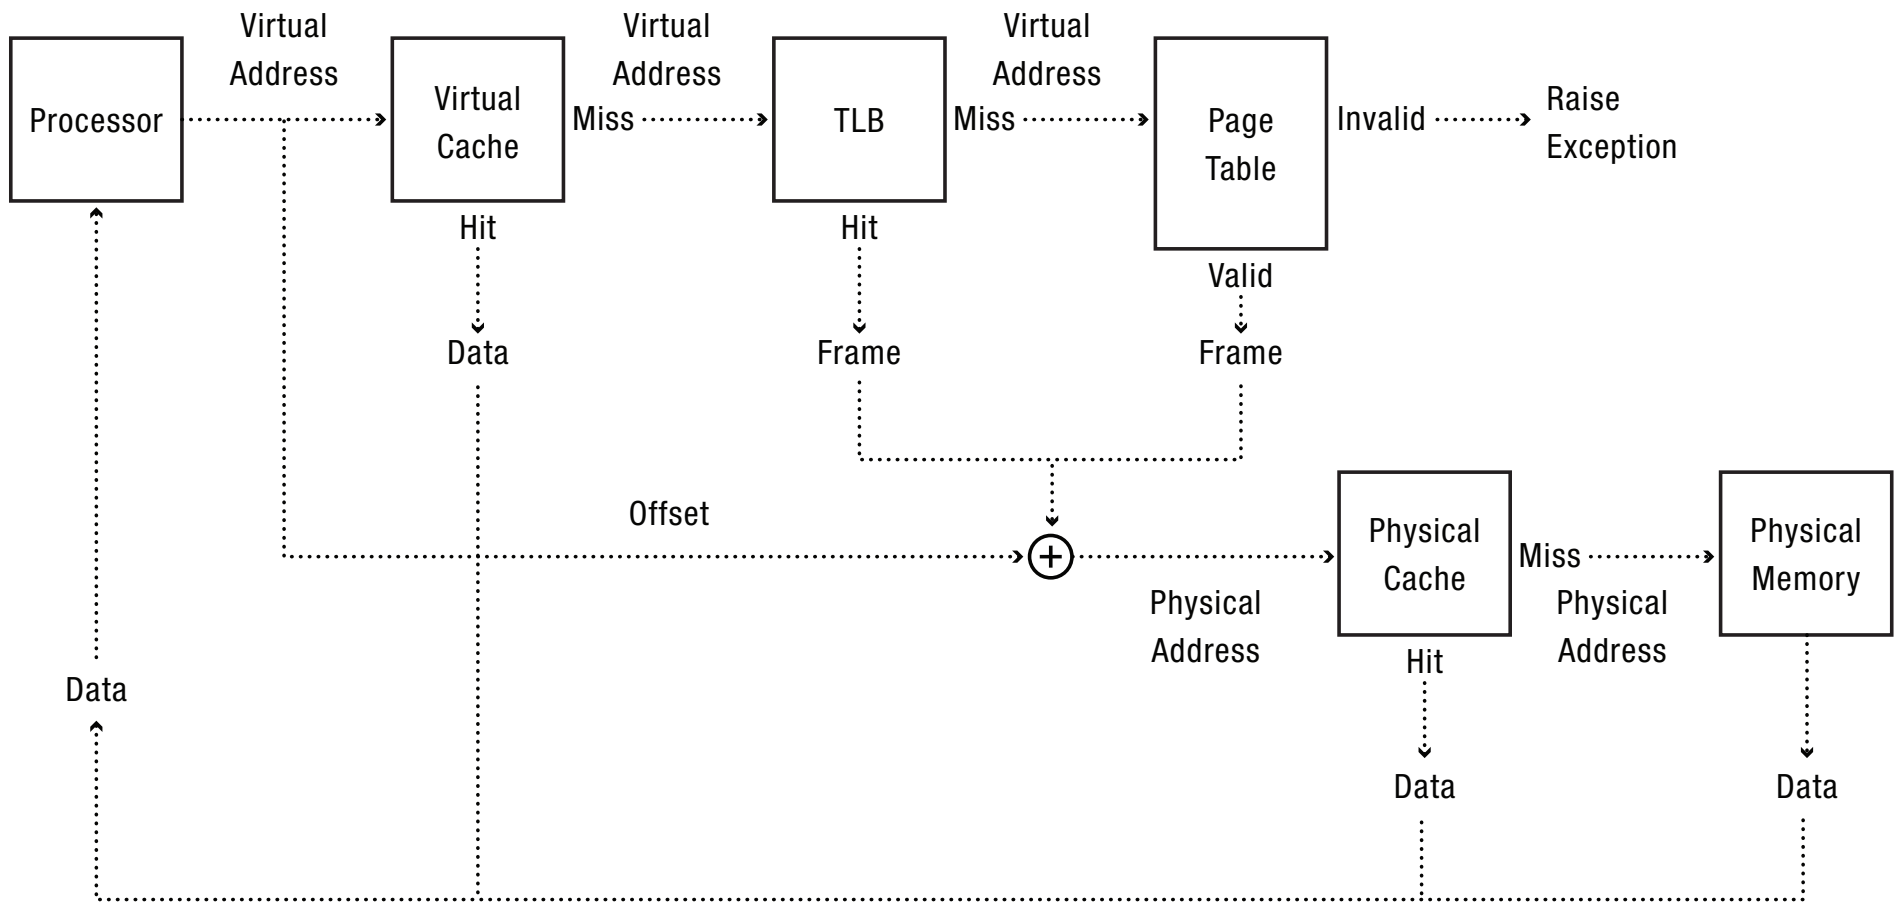 Virtual
Address
Virtual
Address
Virtual
Address
Processor
Virtual
Cache
Miss
TLB
Miss
Page
Table
Invalid
Raise
Exception
Hit
Hit
Valid
Data
Frame
Frame
Offset
+
Physical
Cache
Miss
Physical
Memory
Physical
Address
Physical
Address
Hit
Data
Data
Data